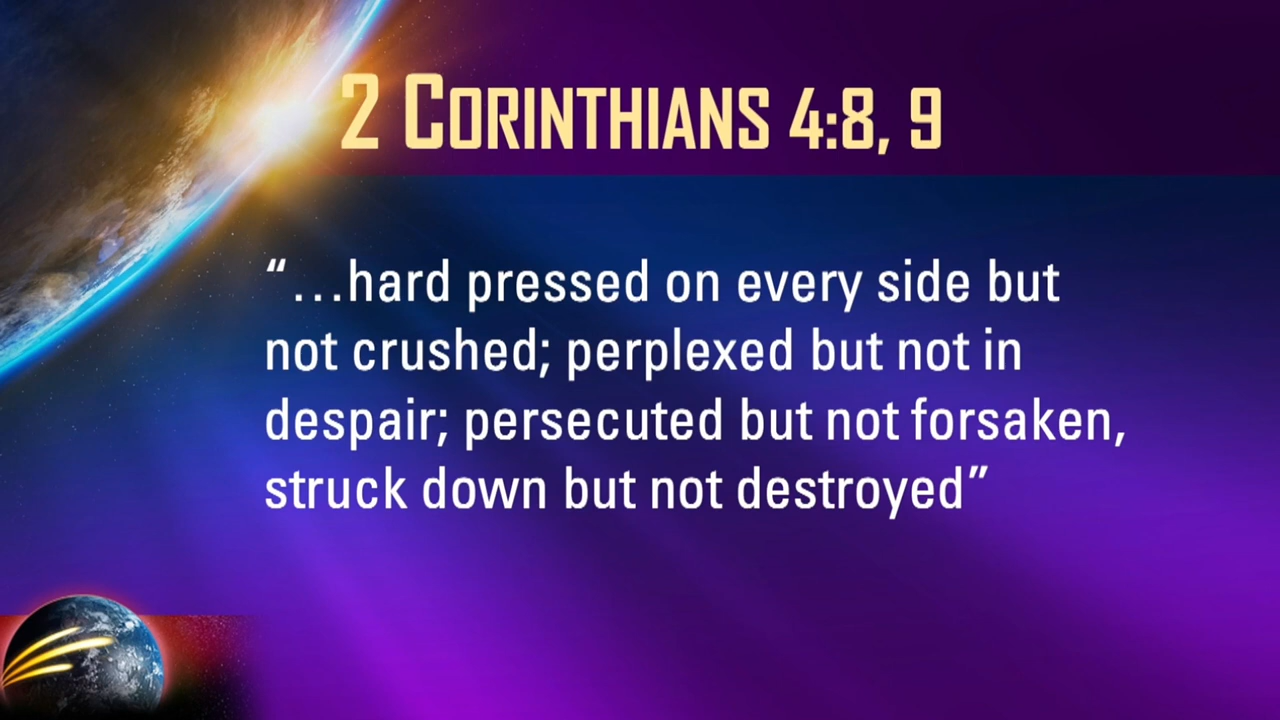 2 CORINTHIANS 4:8, 9
“…hard pressed on every side but
not crushed; perplexed but not in
despair; persecuted but not forsaken,
struck down but not destroyed”